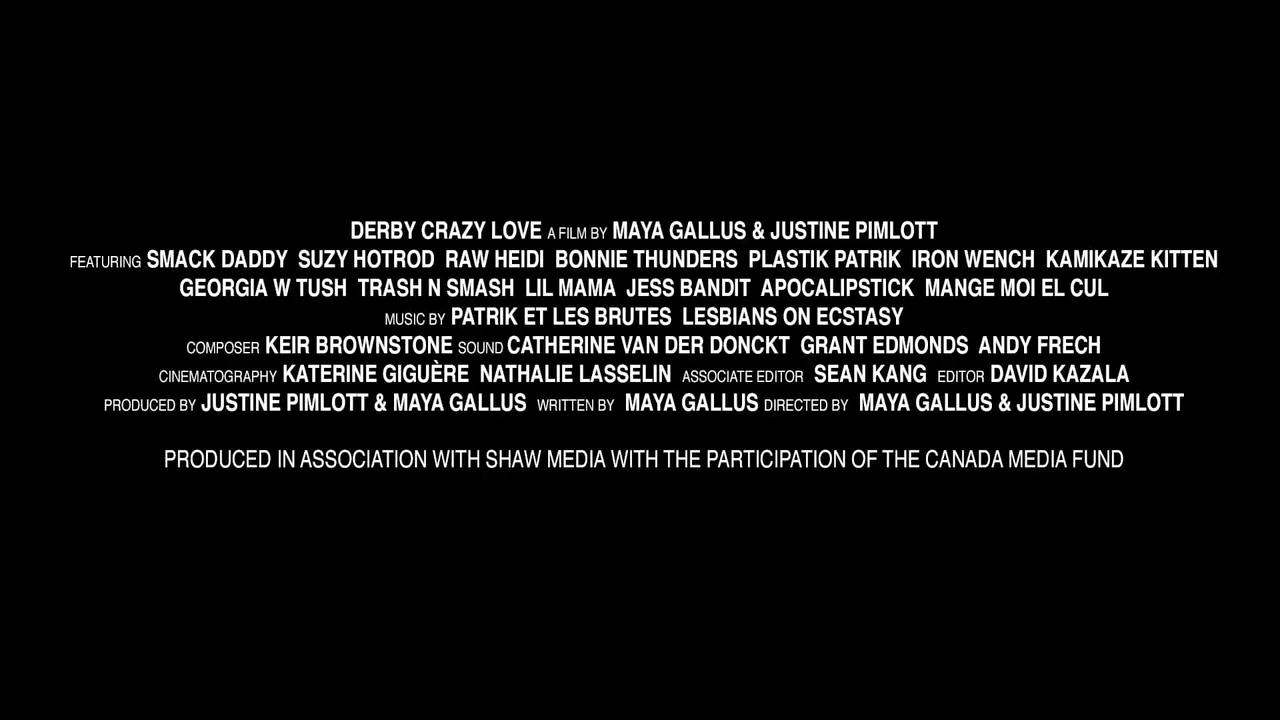 DERBY CRAZY LOVE A FILM BY MAYA GALLUS & JUSTINE PIMLOTT
FEATURING SMACK DADDY SUZY HOTROD RAW HEIDI BONNIE THUNDERS PLASTIK PATRIK IRON WENCH KAMIKAZE KITTEN
GEORGIA W TUSH TRASH N SMASH LIL MAMA JESS BANDIT APOCALIPSTICK MANGE MOI EL CUL
MUSIC BY PATRIK ET LES BRUTES LESBIANS ON ECSTASY
COMPOSER KEIR BROWNSTONE SOUND CATHERINE VAN DER DONCKT GRANT EDMONDS ANDY FRECH
CINEMATOGRAPHY KATERINE GIGUÈRE NATHALIE LASSELIN ASSOCIATE EDITOR SEAN KANG EDITOR DAVID KAZALA
PRODUCED BY JUSTINE PIMLOTT & MAYA GALLUS WRITTEN BY MAYA GALLUS DIRECTED BY MAYA GALLUS & JUSTINE PIMLOTT
PRODUCED IN ASSOCIATION WITH SHAW MEDIA WITH THE PARTICIPATION OF THE CANADA MEDIA FUND